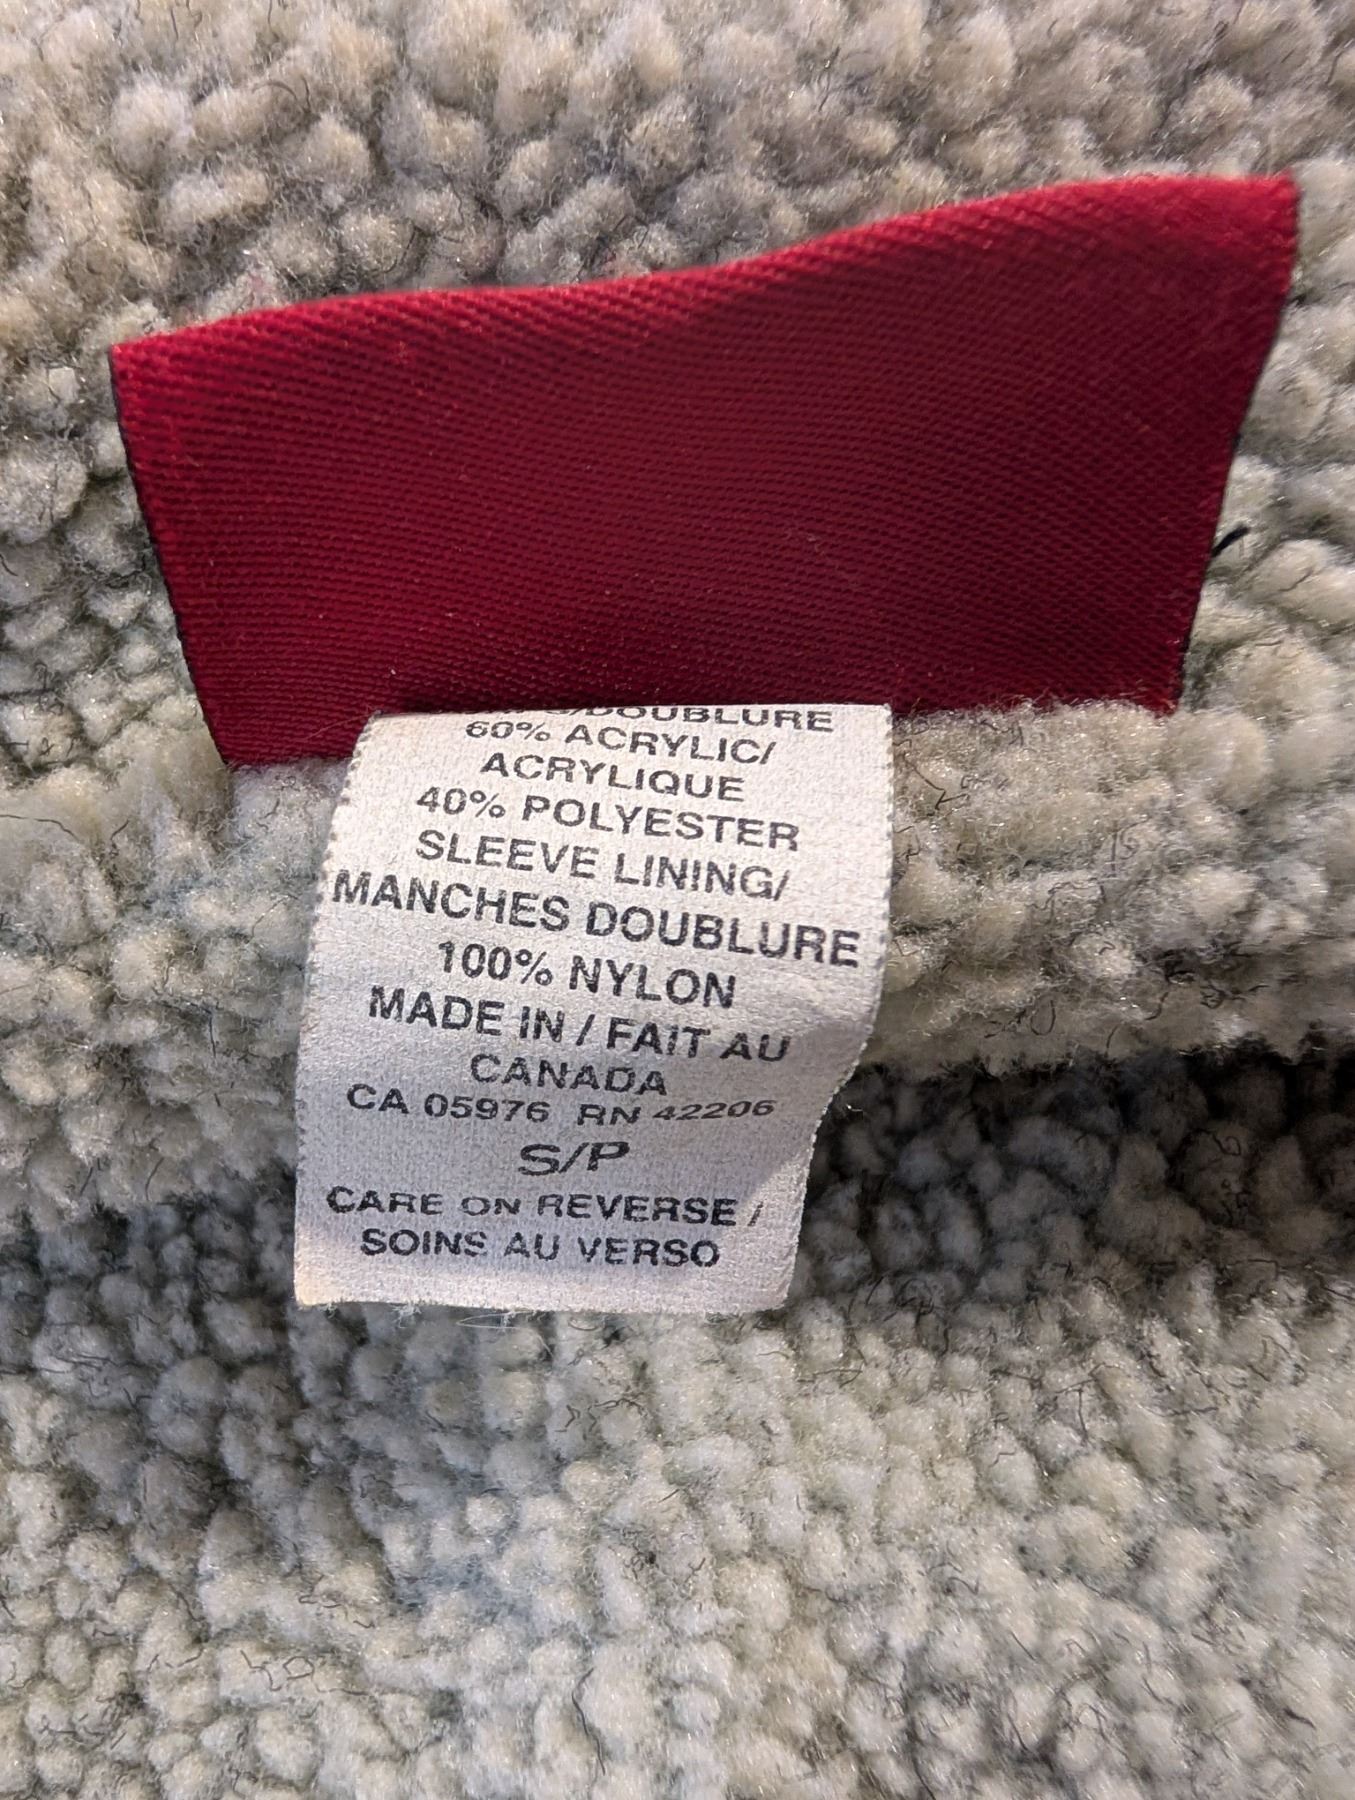 /DOUBLURE
60% ACRYLIC/
ACRYLIQUE
40% POLYESTER
SLEEVE LINING/
MANCHES DOUBLURE
100% NYLON
MADE IN / FAIT AU
CANADA
CA 05976 RN 42206
S/P
CARE ON REVERSE /
SOINS AU VERSO